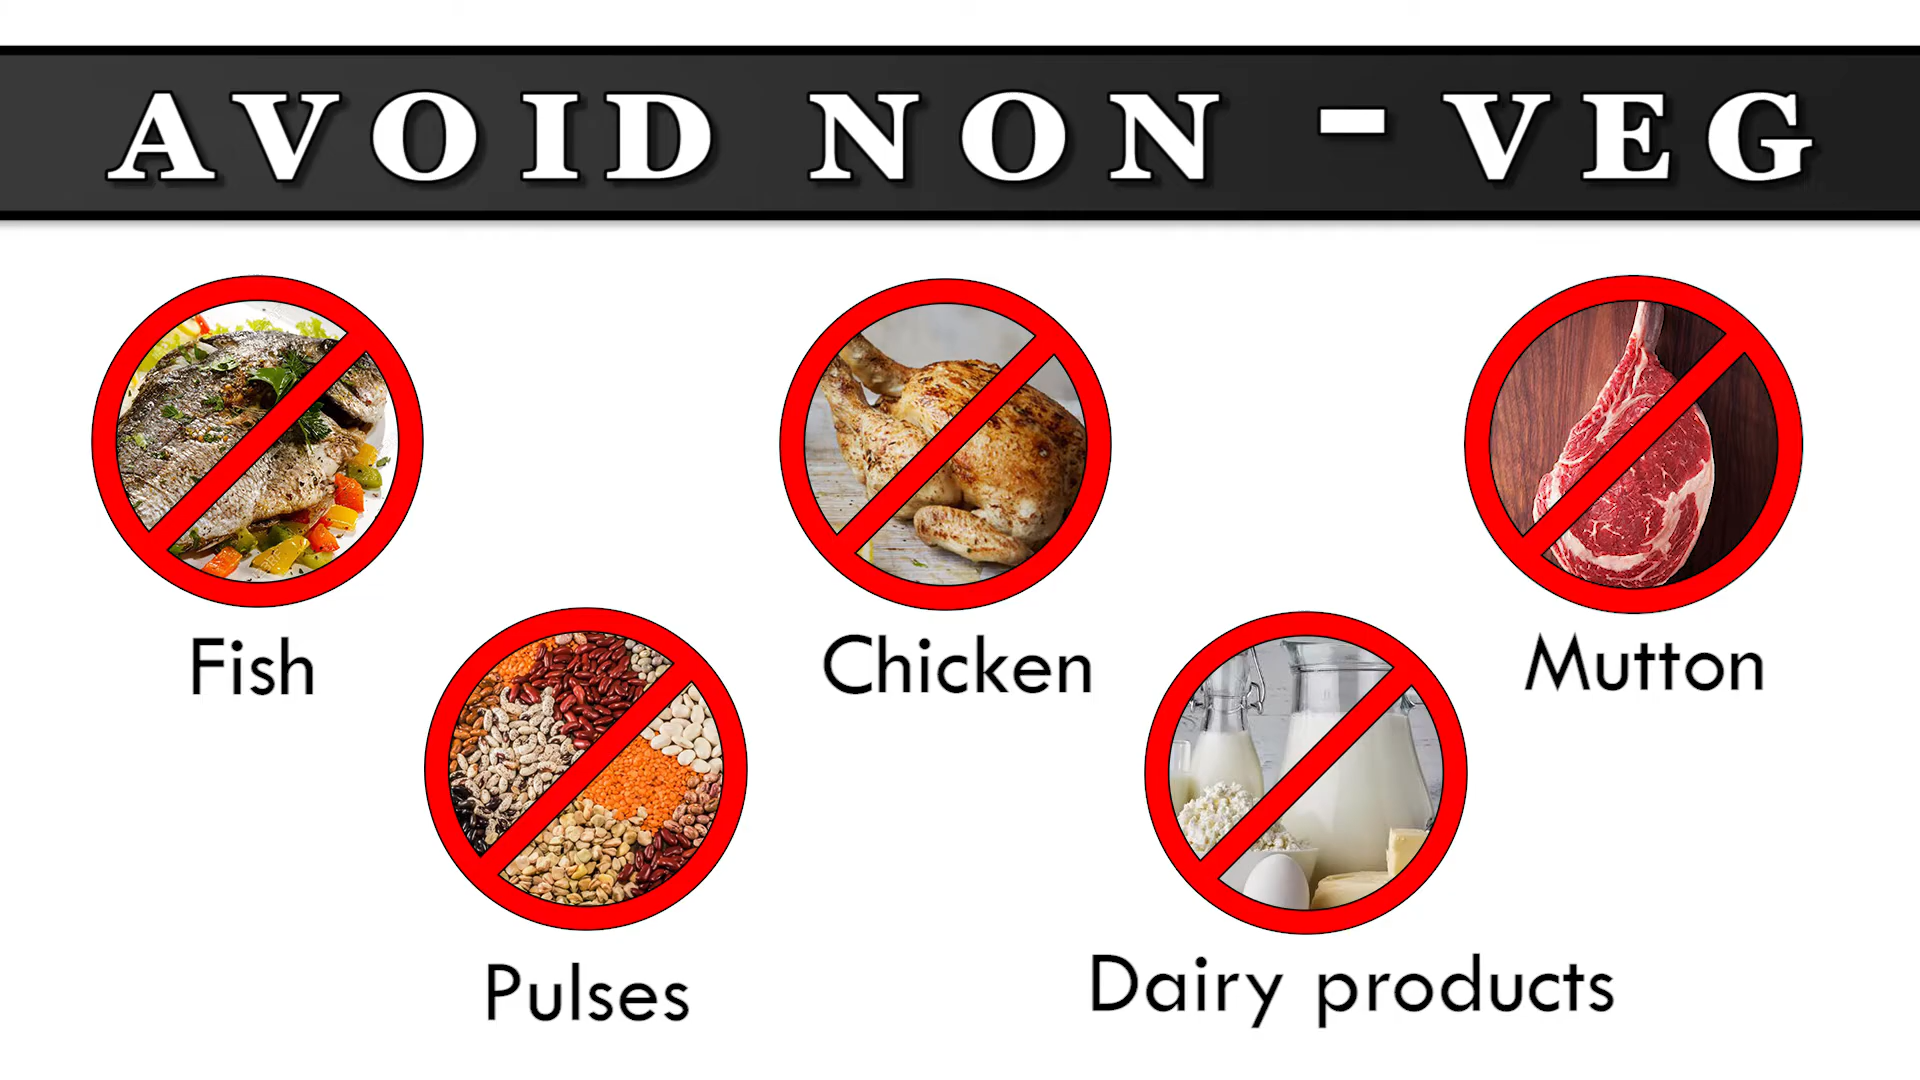 AVOID NON - VEG
Fish
Chicken
Mutton
Pulses
Dairy products